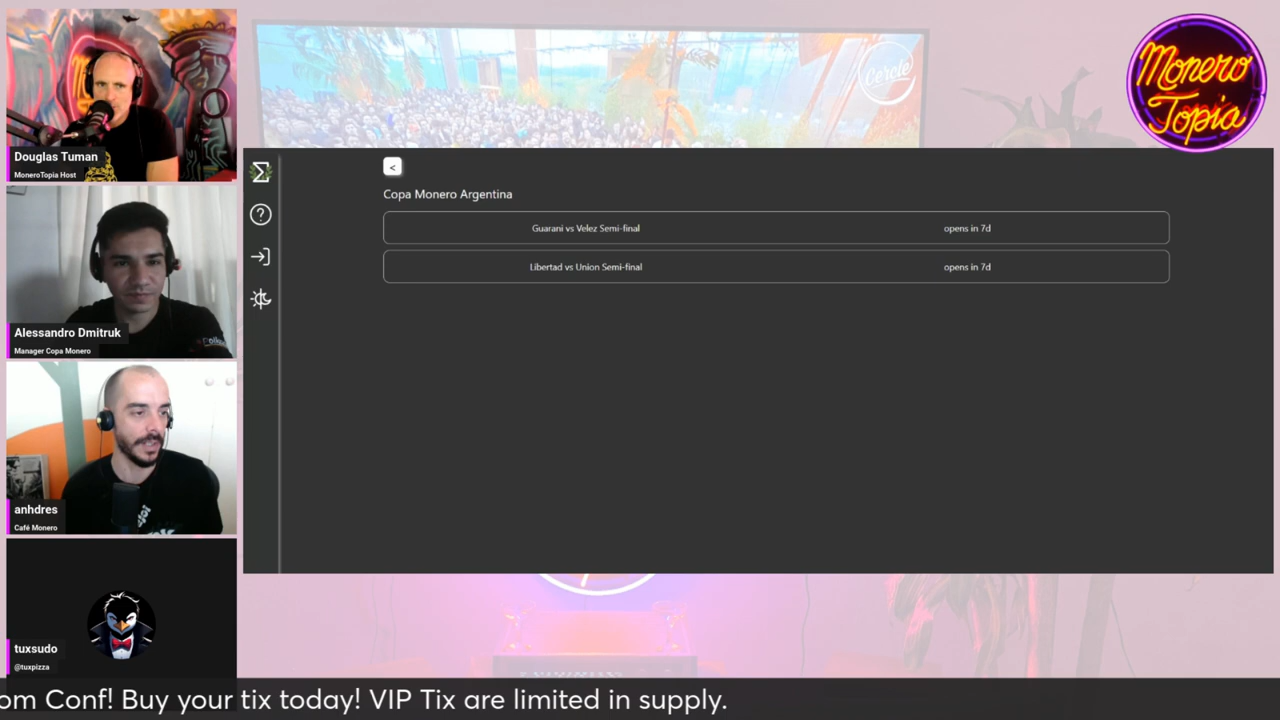 Cercle
Monero
Topia
Douglas Tuman
MoneroTopia Host
Alessandro Dmitruk
Manager Copa Monero
anhdres
Café Monero
tuxsudo
@tuxpizza
<
Copa Monero Argentina
Guarani vs Velez Semi-final opens in 7d
Libertad vs Union Semi-final opens in 7d
om Conf! Buy your tix today! VIP Tix are limited in supply.